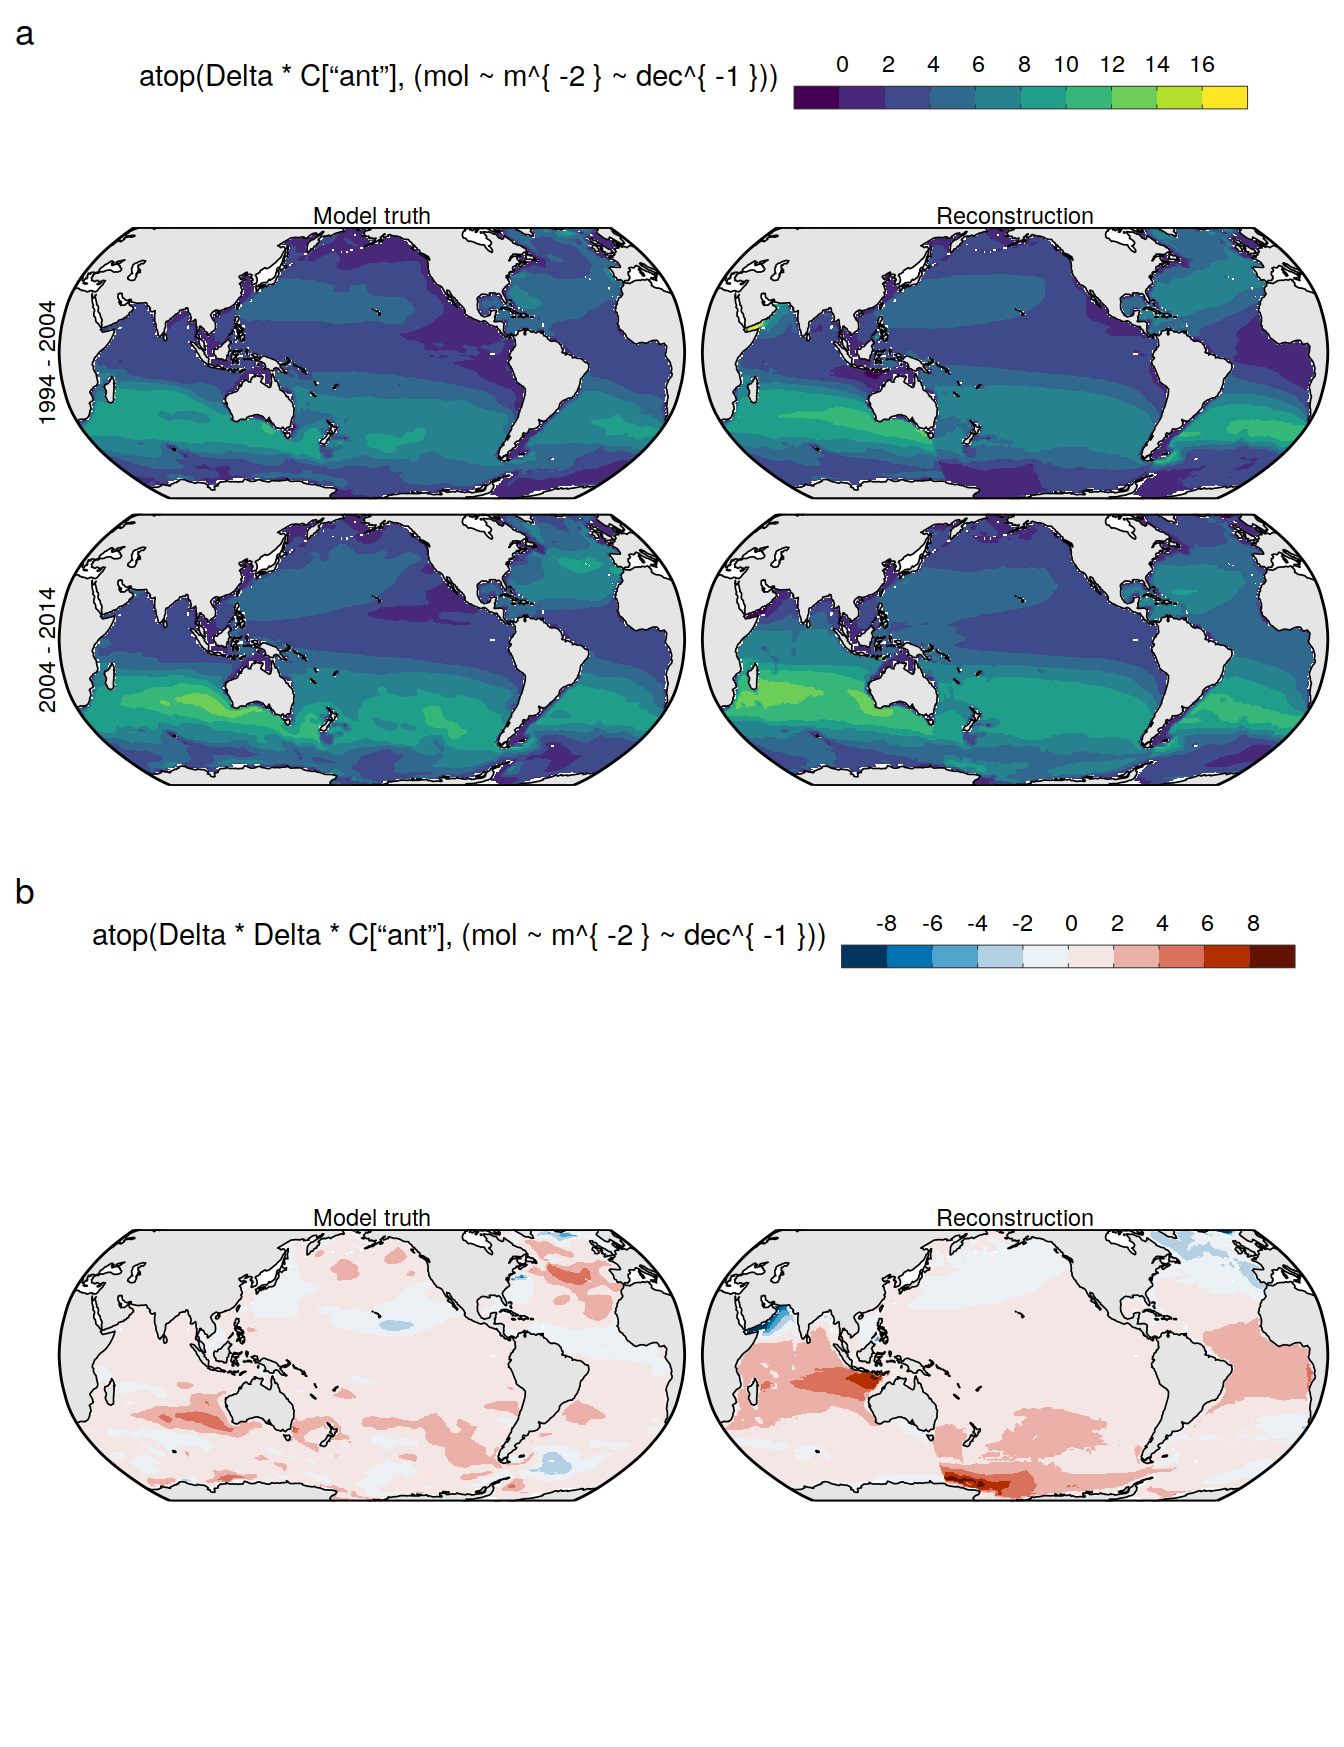 a
atop(Delta * C[“ant”], (mol ~ m^{ -2 } ~ dec^{ -1 }))
0 2 4 6 8 10 12 14 16
Model truth
Reconstruction
1994 - 2004
2004 - 2014
b
atop(Delta * Delta * C[“ant”], (mol ~ m^{ -2 } ~ dec^{ -1 }))
-8 -6 -4 -2 0 2 4 6 8
Model truth
Reconstruction